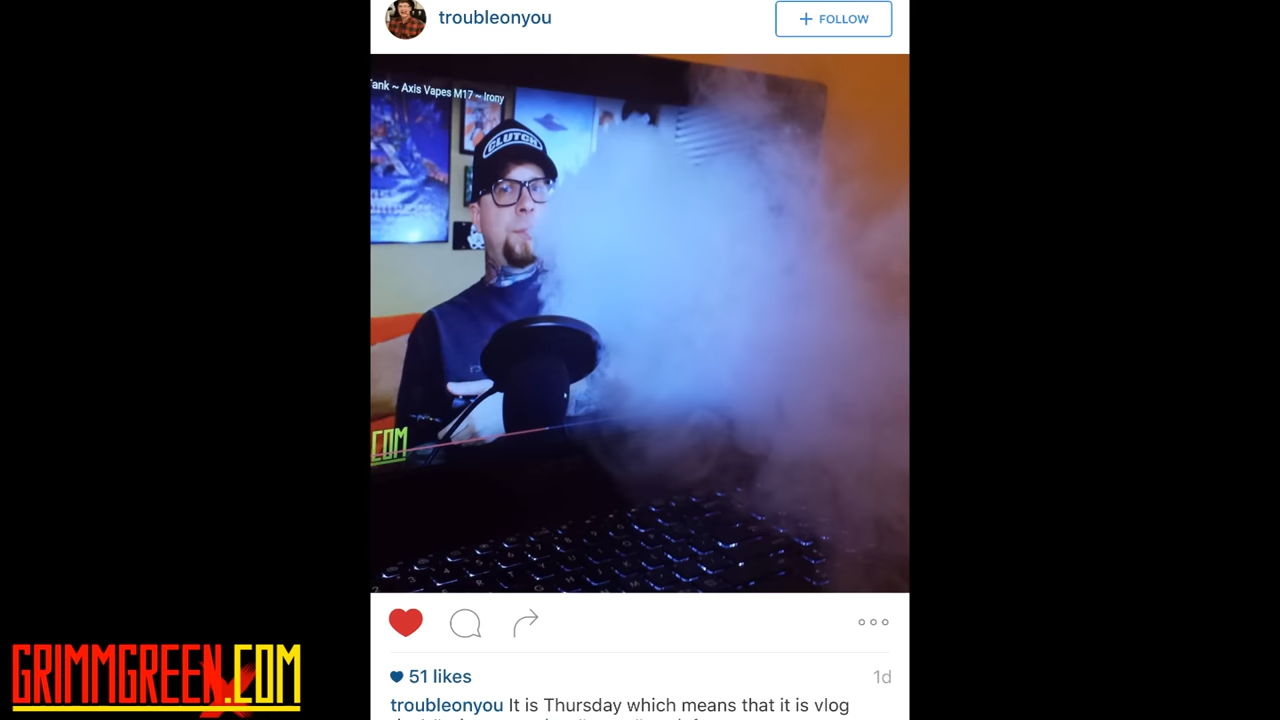 troubleonyou
+ FOLLOW
Tank ~ Axis Vapes M17 ~ Irony
CLUTCH
COM
51 likes
1d
troubleonyou It is Thursday which means that it is vlog
GRIMMGREEN.COM